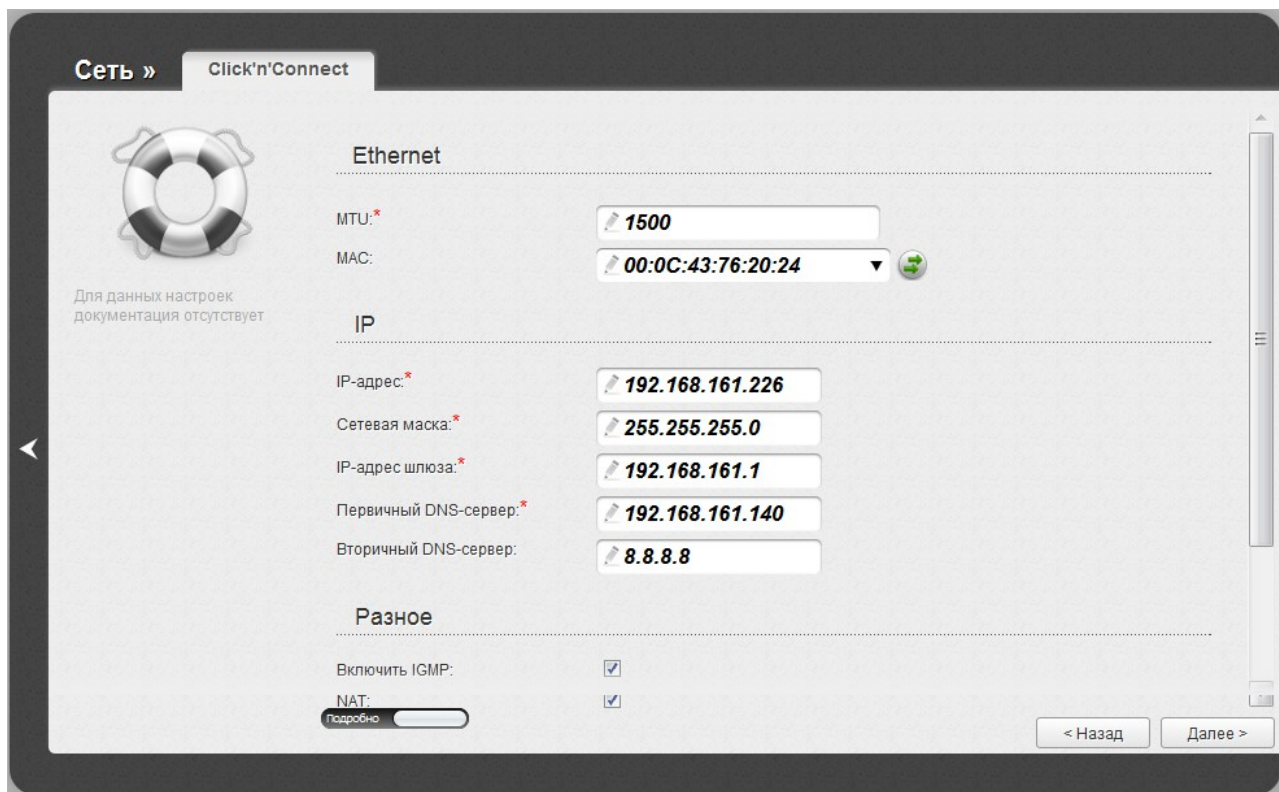 Сеть »
Click'n'Connect
Для данных настроек
документация отсутствует
Ethernet
MTU:* 1500
MAC: 00:0C:43:76:20:24
IP
IP-адрес:* 192.168.161.226
Сетевая маска:* 255.255.255.0
IP-адрес шлюза:* 192.168.161.1
Первичный DNS-сервер:* 192.168.161.140
Вторичный DNS-сервер: 8.8.8.8
Разное
Включить IGMP:
NAT:
Подробно
< Назад
Далее >